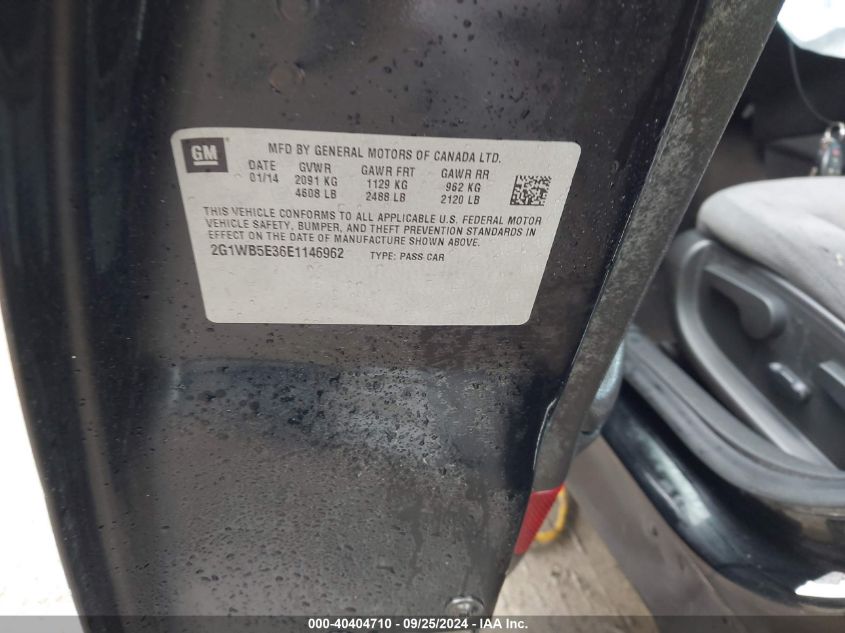 GM
MFD BY GENERAL MOTORS OF CANADA LTD.
DATE GVWR GAWR FRT GAWR RR
01/14 2091 KG 1129 KG 962 KG
4608 LB 2488 LB 2120 LB
THIS VEHICLE CONFORMS TO ALL APPLICABLE U.S. FEDERAL MOTOR
VEHICLE SAFETY, BUMPER, AND THEFT PREVENTION STANDARDS IN
EFFECT ON THE DATE OF MANUFACTURE SHOWN ABOVE.
2G1WB5E36E1146962 TYPE: PASS CAR
000-40404710 - 09/25/2024 - IAA Inc.